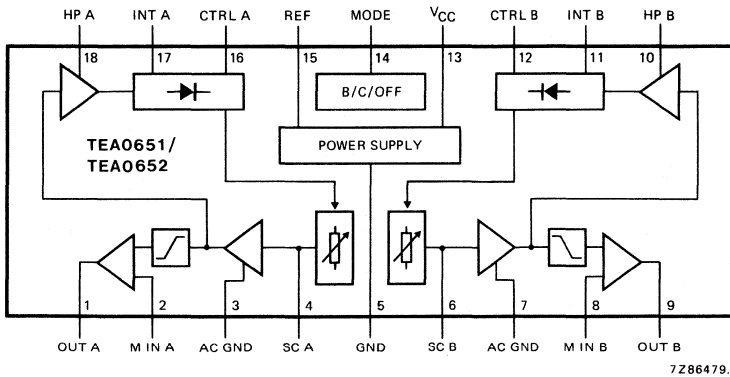 HP A INT A CTRL A REF MODE VCC CTRL B INT B HP B
18 17 16 15 14 13 12 11 10
B/C/OFF
TEA0651/
TEA0652
POWER SUPPLY
1 2 3 4 5 6 7 8 9
OUT A M IN A AC GND SC A GND SC B AC GND M IN B OUT B
7Z86479.